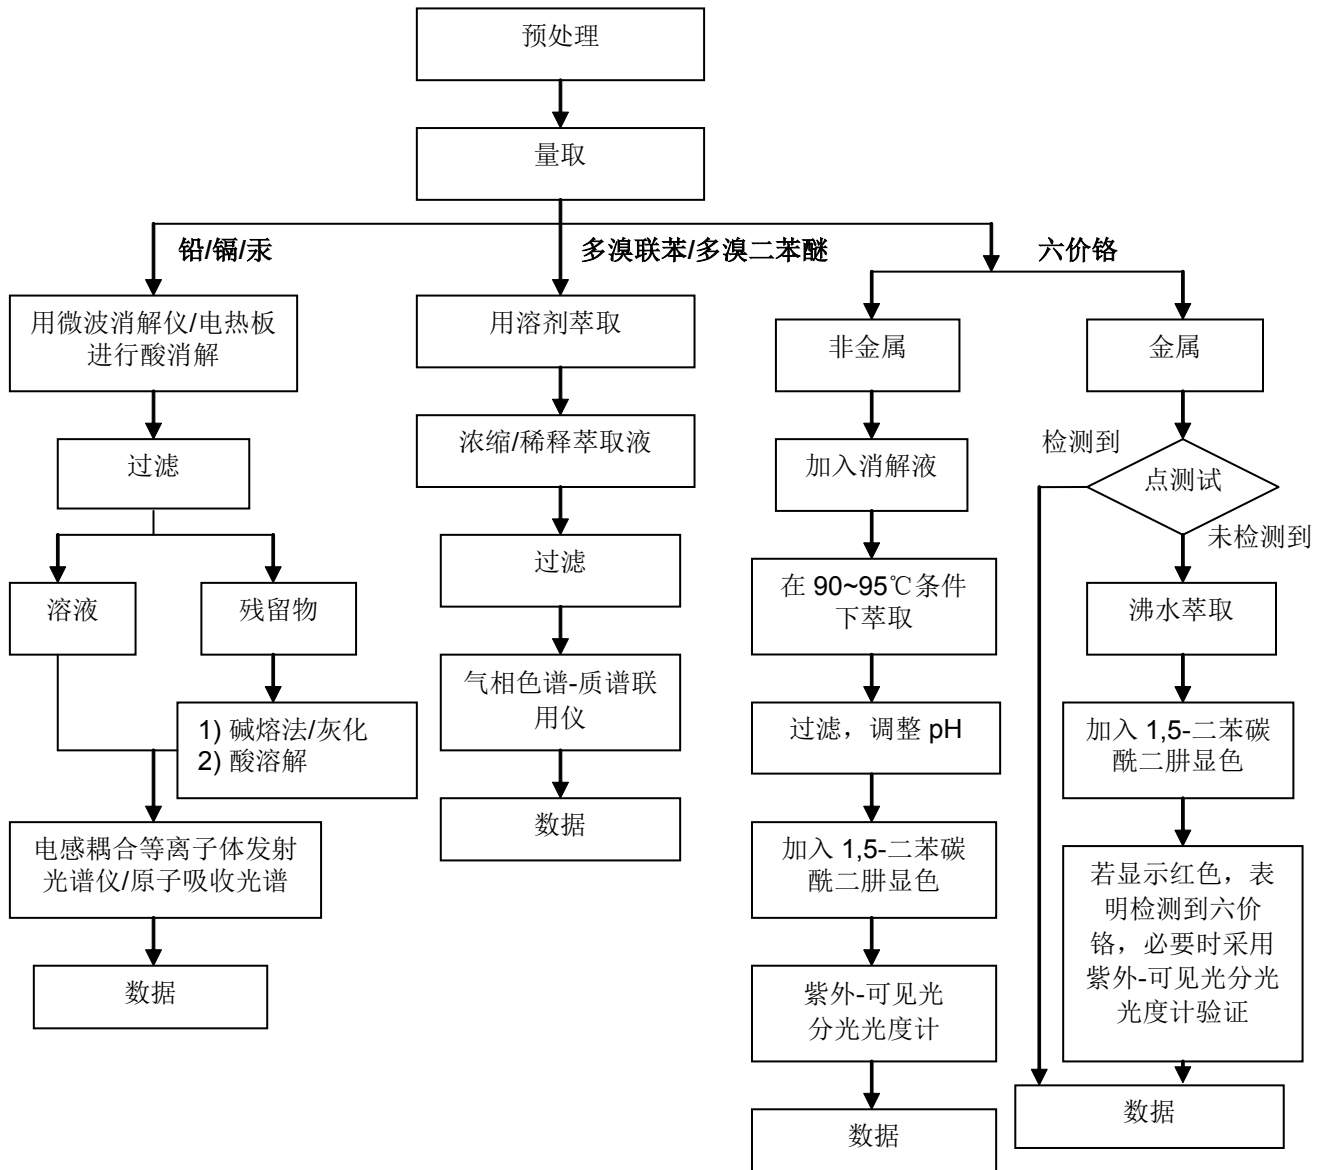 预处理
量取
铅/镉/汞
多溴联苯/多溴二苯醚
六价铬
用微波消解仪/电热板
进行酸消解
过滤
溶液
残留物
1) 碱熔法/灰化
2) 酸溶解
电感耦合等离子体发射
光谱仪/原子吸收光谱
数据
用溶剂萃取
浓缩/稀释萃取液
过滤
气相色谱-质谱联
用仪
数据
非金属
加入消解液
在 90~95℃条件
下萃取
过滤，调整 pH
加入 1,5-二苯碳
酰二肼显色
紫外-可见光
分光光度计
数据
金属
检测到
点测试
未检测到
沸水萃取
加入 1,5-二苯碳
酰二肼显色
若显示红色，表
明检测到六价
铬，必要时采用
紫外-可见光分光
光度计验证
数据